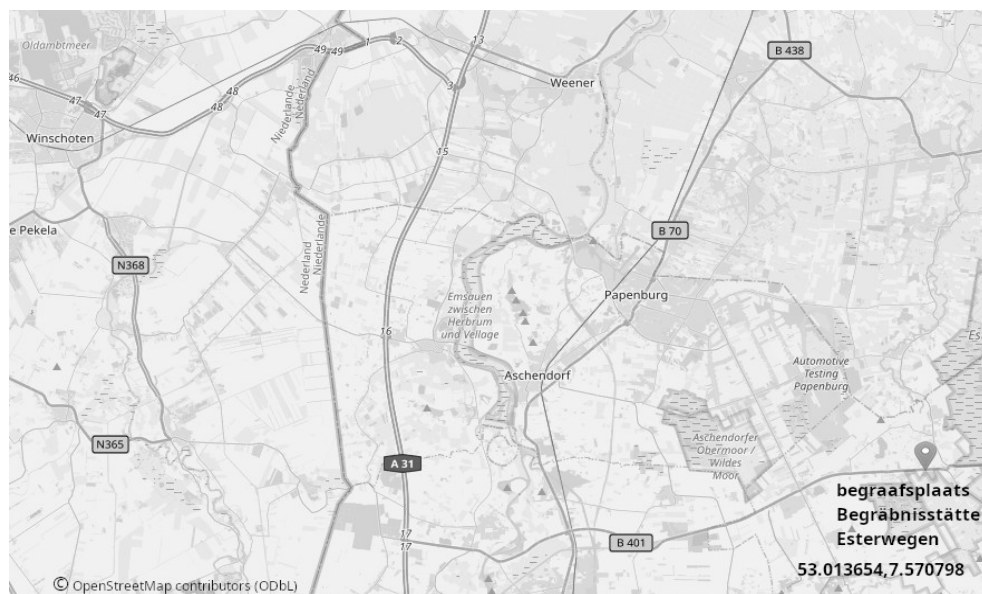 Oldambtmeer
49
49
1
2
13
B 438
46
47
47
48
48
3
Weener
Winschoten
Niederlande
Nederland
15
e Pekela
Nederland
Niederlande
B 70
N368
Emsauen
zwischen
Herbrum
und Vellage
Papenburg
16
Es
Automotive
Testing
Papenburg
Aschendorf
N365
Aschendorfer
Obermoor /
Wildes
Moor
A 31
begraafsplaats
Begräbnisstätte
Esterwegen
17
17
B 401
53.013654,7.570798
© OpenStreetMap contributors (ODbL)